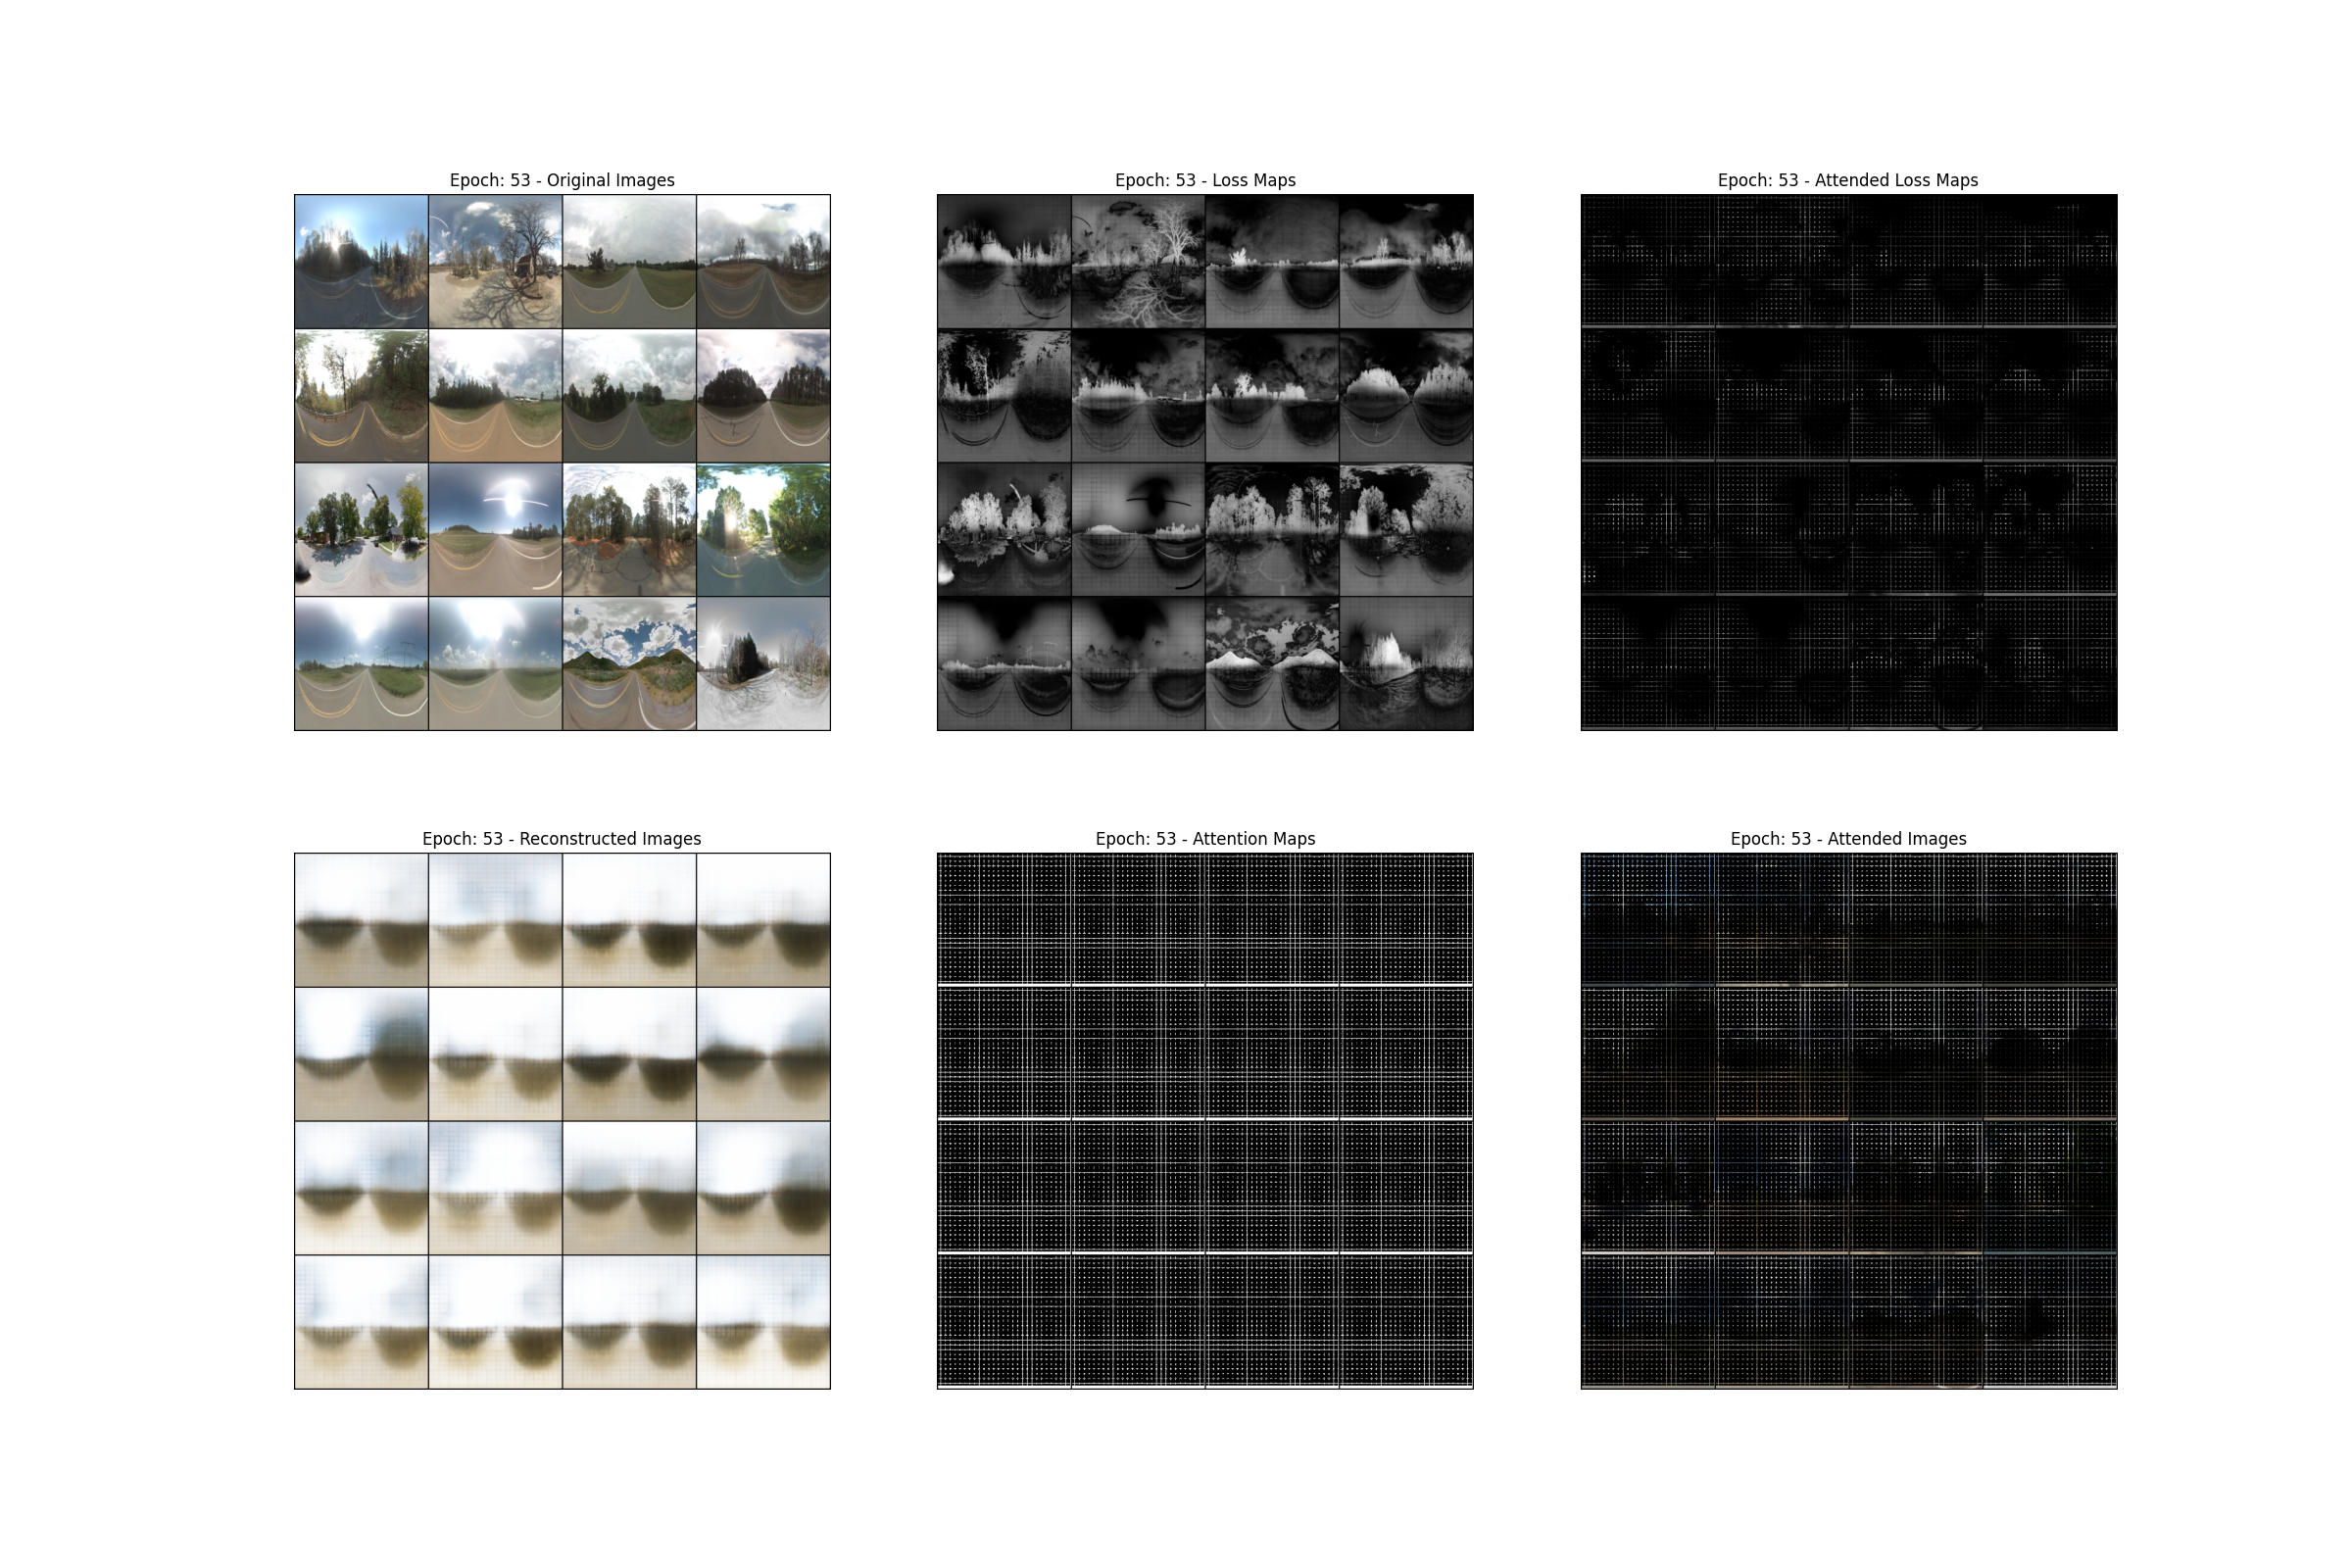 Epoch: 53 - Original Images
Epoch: 53 - Loss Maps
Epoch: 53 - Attended Loss Maps
Epoch: 53 - Reconstructed Images
Epoch: 53 - Attention Maps
Epoch: 53 - Attended Images